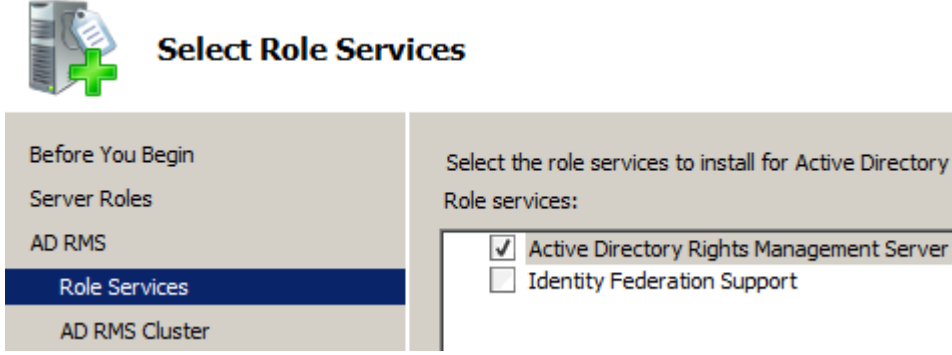 Select Role Services
Before You Begin
Server Roles
AD RMS
Role Services
AD RMS Cluster
Select the role services to install for Active Directory
Role services:
Active Directory Rights Management Server
Identity Federation Support